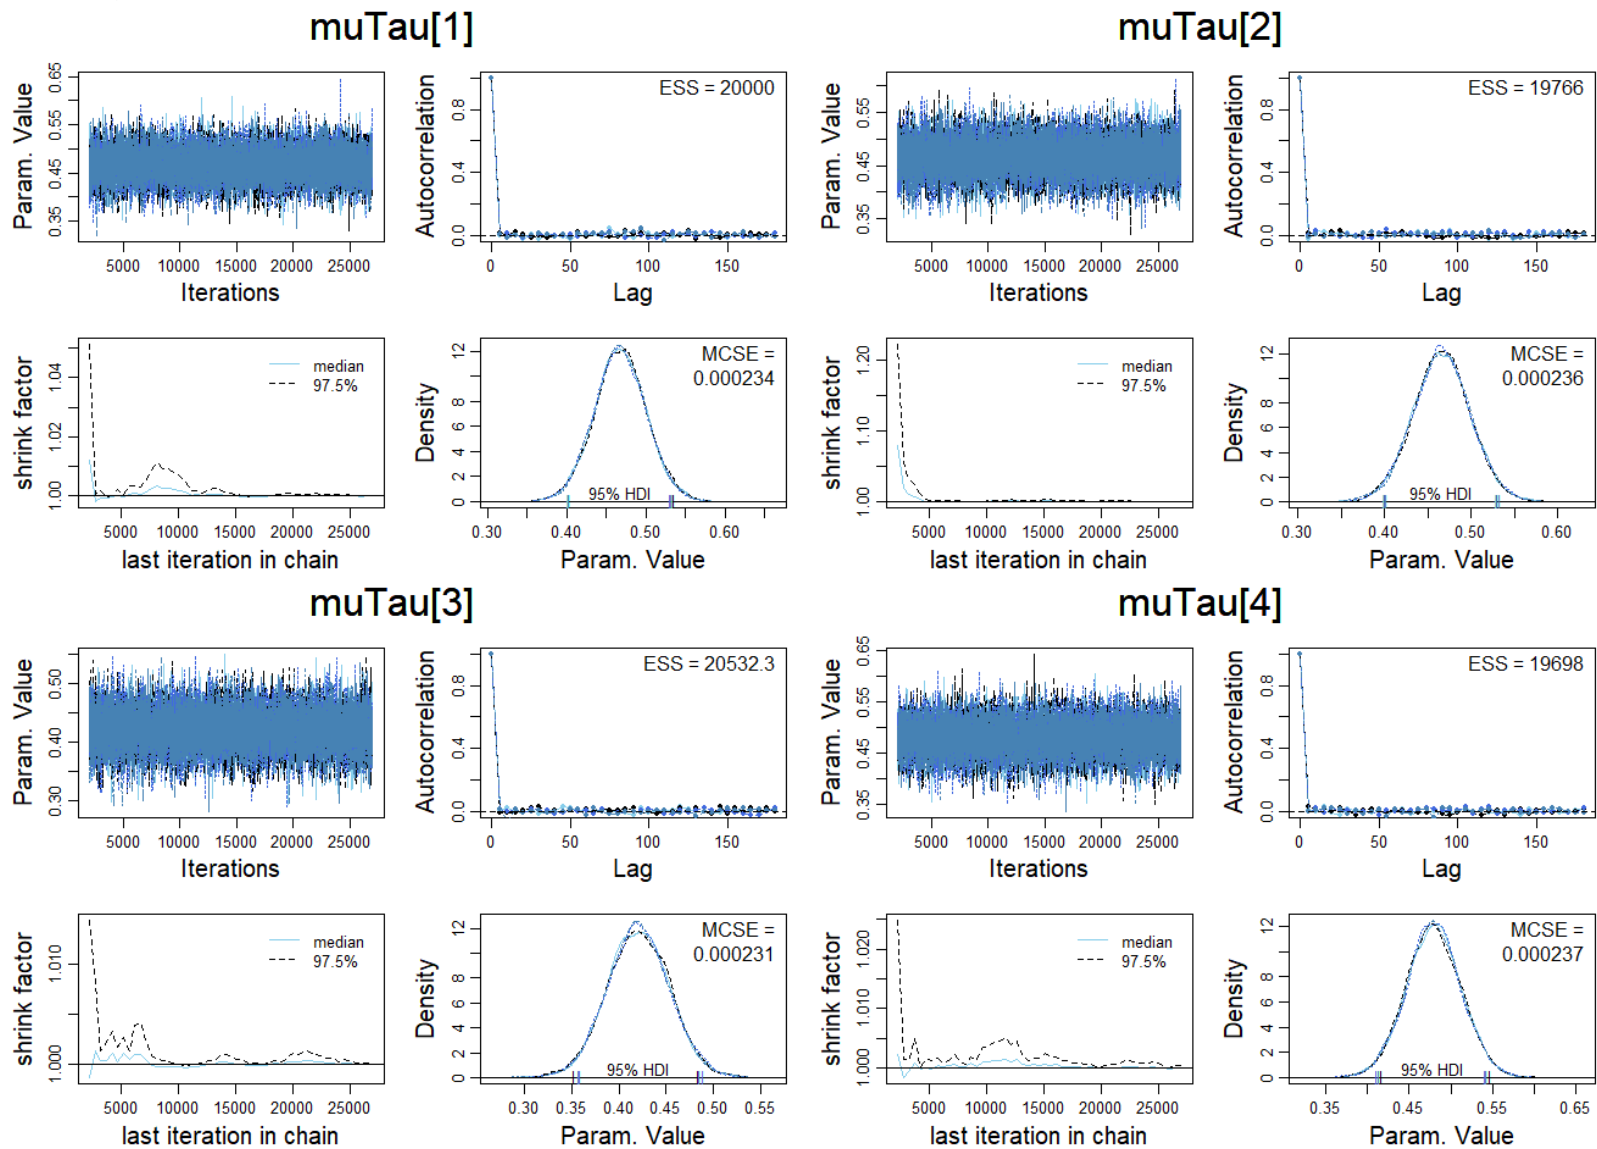 muTau[1]
muTau[2]
Param. Value
0.35 0.45 0.55 0.65
5000 10000 15000 20000 25000
Iterations
Autocorrelation
0.0 0.4 0.8
ESS = 20000
0 50 100 150
Lag
Param. Value
0.35 0.45 0.55
5000 10000 15000 20000 25000
Iterations
Autocorrelation
0.0 0.4 0.8
ESS = 19766
0 50 100 150
Lag
shrink factor
1.00 1.02 1.04
median
97.5%
5000 10000 15000 20000 25000
last iteration in chain
Density
0 2 4 6 8 12
MCSE =
0.000234
95% HDI
0.30 0.40 0.50 0.60
Param. Value
shrink factor
1.00 1.10 1.20
median
97.5%
5000 10000 15000 20000 25000
last iteration in chain
Density
0 2 4 6 8 12
MCSE =
0.000236
95% HDI
0.30 0.40 0.50 0.60
Param. Value
muTau[3]
muTau[4]
Param. Value
0.30 0.40 0.50
5000 10000 15000 20000 25000
Iterations
Autocorrelation
0.0 0.4 0.8
ESS = 20532.3
0 50 100 150
Lag
Param. Value
0.35 0.45 0.55 0.65
5000 10000 15000 20000 25000
Iterations
Autocorrelation
0.0 0.4 0.8
ESS = 19698
0 50 100 150
Lag
shrink factor
1.000 1.010
median
97.5%
5000 10000 15000 20000 25000
last iteration in chain
Density
0 2 4 6 8 12
MCSE =
0.000231
95% HDI
0.30 0.35 0.40 0.45 0.50 0.55
Param. Value
shrink factor
1.000 1.010 1.020
median
97.5%
5000 10000 15000 20000 25000
last iteration in chain
Density
0 2 4 6 8 12
MCSE =
0.000237
95% HDI
0.35 0.45 0.55 0.65
Param. Value